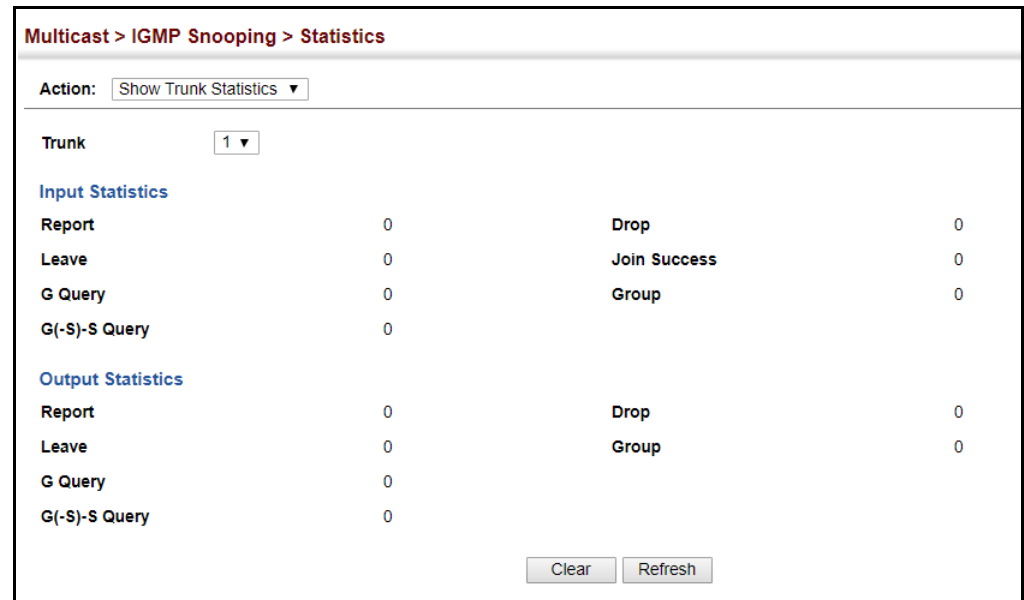 Multicast > IGMP Snooping > Statistics
Action: Show Trunk Statistics ▼
Trunk 1 ▼
Input Statistics
Report 0 Drop 0
Leave 0 Join Success 0
G Query 0 Group 0
G(-S)-S Query 0
Output Statistics
Report 0 Drop 0
Leave 0 Group 0
G Query 0
G(-S)-S Query 0
Clear Refresh